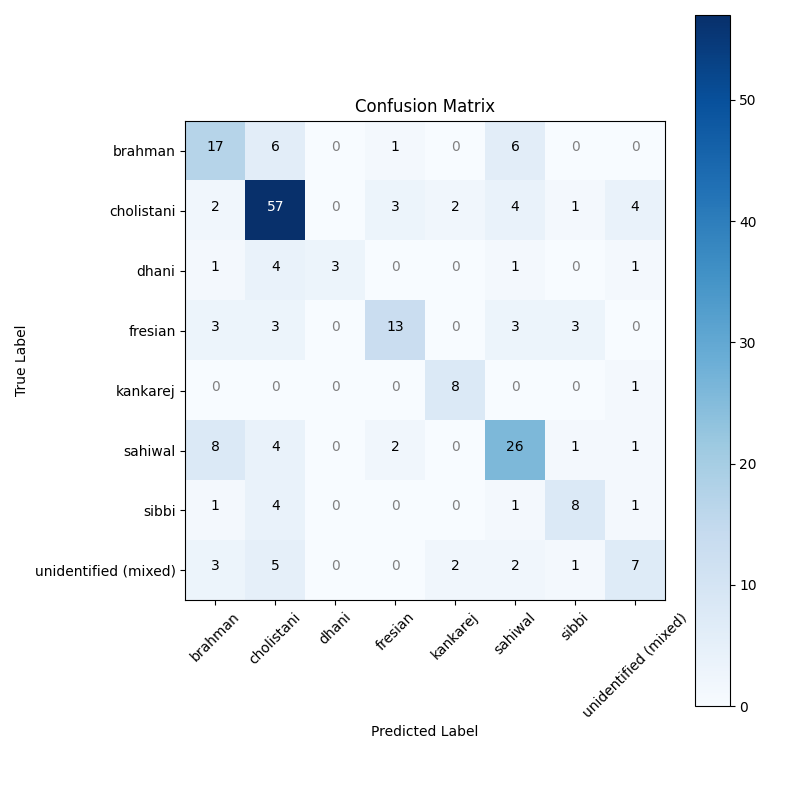 Confusion Matrix
True Label
brahman 17 6 0 1 0 6 0 0
cholistani 2 57 0 3 2 4 1 4
dhani 1 4 3 0 0 1 0 1
fresian 3 3 0 13 0 3 3 0
kankarej 0 0 0 0 8 0 0 1
sahiwal 8 4 0 2 0 26 1 1
sibbi 1 4 0 0 0 1 8 1
unidentified (mixed) 3 5 0 0 2 2 1 7
brahman cholistani dhani fresian kankarej sahiwal sibbi unidentified (mixed)
Predicted Label
50
40
30
20
10
0